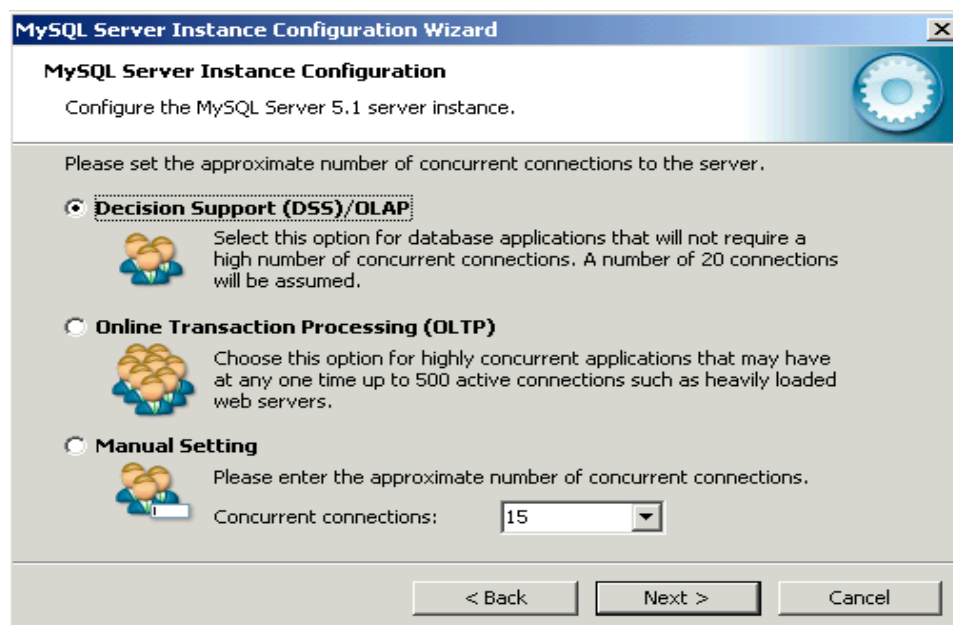 MySQL Server Instance Configuration Wizard
MySQL Server Instance Configuration
Configure the MySQL Server 5.1 server instance.
Please set the approximate number of concurrent connections to the server.
Decision Support (DSS)/OLAP
Select this option for database applications that will not require a
high number of concurrent connections. A number of 20 connections
will be assumed.
Online Transaction Processing (OLTP)
Choose this option for highly concurrent applications that may have
at any one time up to 500 active connections such as heavily loaded
web servers.
Manual Setting
Please enter the approximate number of concurrent connections.
Concurrent connections: 15
< Back Next > Cancel